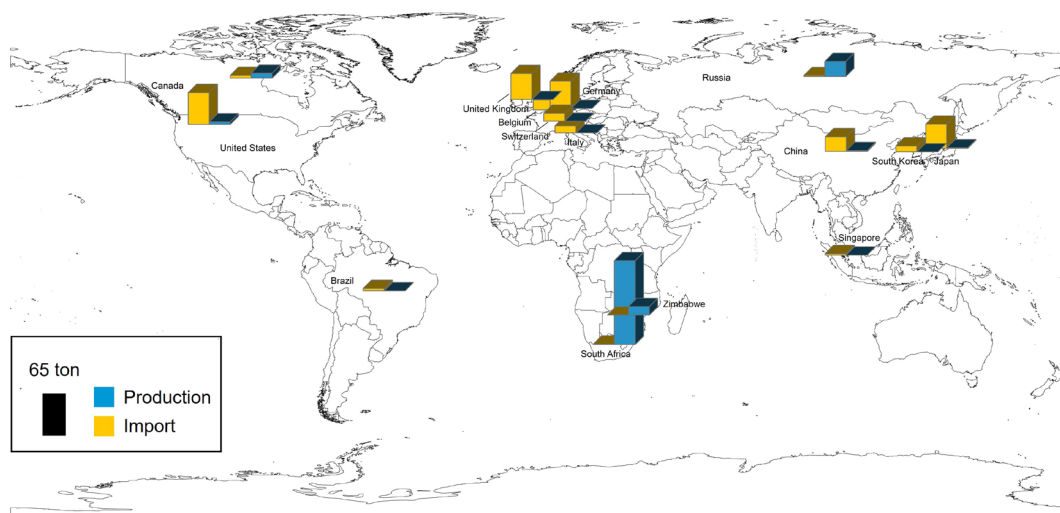 Canada
United States
United Kingdom
Germany
Belgium
Switzerland
Italy
Russia
China
South Korea
Japan
Singapore
Brazil
Zimbabwe
South Africa
65 ton
Production
Import